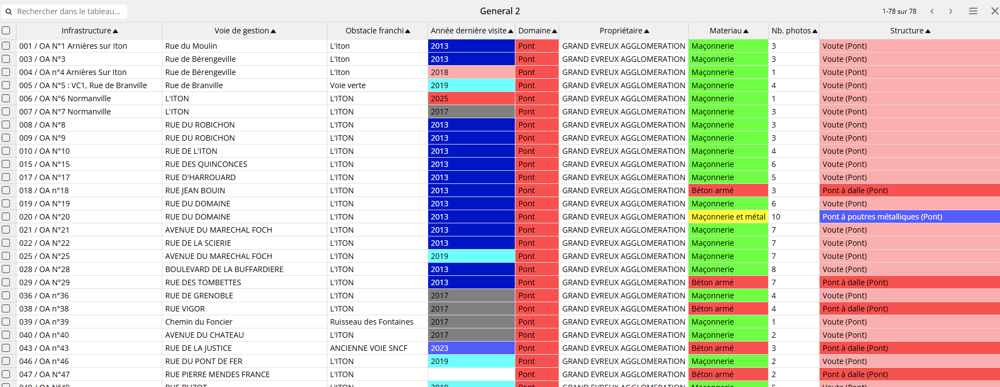 Rechercher dans le tableau... General 2 1-78 sur 78
Infrastructure Voie de gestion Obstacle franchi Année dernière visite Domaine Propriétaire Materiau Nb. photos Structure
001 / OA N°1 Arnières sur Iton Rue du Moulin L'Iton 2013 Pont GRAND EVREUX AGGLOMERATION Maçonnerie 3 Voute (Pont)
003 / OA N°3 Rue de Bérengeville L'Iton 2013 Pont GRAND EVREUX AGGLOMERATION Maçonnerie 3 Voute (Pont)
004 / OA n°4 Arnières Sur Iton Rue de Bérengeville L'Iton 2018 Pont GRAND EVREUX AGGLOMERATION Maçonnerie 1 Voute (Pont)
005 / OA N°5 : VC1, Rue de Branville Rue de Branville Voie verte 2019 Pont GRAND EVREUX AGGLOMERATION Maçonnerie 4 Voute (Pont)
006 / OA N°6 Normanville L'ITON L'ITON 2025 Pont GRAND EVREUX AGGLOMERATION Maçonnerie 1 Voute (Pont)
007 / OA N°7 Normanville L'ITON L'ITON 2017 Pont GRAND EVREUX AGGLOMERATION Maçonnerie 3 Voute (Pont)
008 / OA N°8 RUE DU ROBICHON L'ITON 2013 Pont GRAND EVREUX AGGLOMERATION Maçonnerie 3 Voute (Pont)
009 / OA N°9 RUE DU ROBICHON L'ITON 2013 Pont GRAND EVREUX AGGLOMERATION Maçonnerie 3 Voute (Pont)
010 / OA N°10 RUE DE L'ITON L'ITON 2013 Pont GRAND EVREUX AGGLOMERATION Maçonnerie 4 Voute (Pont)
015 / OA N°15 RUE DES QUINCONCES L'ITON 2013 Pont GRAND EVREUX AGGLOMERATION Maçonnerie 6 Voute (Pont)
017 / OA N°17 RUE D'HARROUARD L'ITON 2013 Pont GRAND EVREUX AGGLOMERATION Maçonnerie 5 Voute (Pont)
018 / OA n°18 RUE JEAN BOUIN L'ITON 2013 Pont GRAND EVREUX AGGLOMERATION Béton armé 3 Pont à dalle (Pont)
019 / OA N°19 RUE DU DOMAINE L'ITON 2013 Pont GRAND EVREUX AGGLOMERATION Maçonnerie 6 Voute (Pont)
020 / OA N°20 RUE DU DOMAINE L'ITON 2013 Pont GRAND EVREUX AGGLOMERATION Maçonnerie et métal 10 Pont à poutres métalliques (Pont)
021 / OA N°21 AVENUE DU MARECHAL FOCH L'ITON 2013 Pont GRAND EVREUX AGGLOMERATION Maçonnerie 7 Voute (Pont)
022 / OA N°22 RUE DE LA SCIERIE L'ITON 2013 Pont GRAND EVREUX AGGLOMERATION Maçonnerie 7 Voute (Pont)
025 / OA N°25 AVENUE DU MARECHAL FOCH L'ITON 2019 Pont GRAND EVREUX AGGLOMERATION Maçonnerie 7 Voute (Pont)
028 / OA N°28 BOULEVARD DE LA BUFFARDIERE L'ITON 2013 Pont GRAND EVREUX AGGLOMERATION Maçonnerie 8 Voute (Pont)
029 / OA N°29 RUE DES TOMBETTES L'ITON 2013 Pont GRAND EVREUX AGGLOMERATION Béton armé 7 Pont à dalle (Pont)
036 / OA n°36 RUE DE GRENOBLE L'ITON 2017 Pont GRAND EVREUX AGGLOMERATION Maçonnerie 4 Voute (Pont)
038 / OA n°38 RUE VIGOR L'ITON 2017 Pont GRAND EVREUX AGGLOMERATION Béton armé 4 Pont à dalle (Pont)
039 / OA n°39 Chemin du Foncier Ruisseau des Fontaines 2017 Pont GRAND EVREUX AGGLOMERATION Maçonnerie 1 Voute (Pont)
040 / OA n°40 AVENUE DU CHATEAU L'ITON 2017 Pont GRAND EVREUX AGGLOMERATION Maçonnerie 2 Voute (Pont)
043 / OA n°43 RUE DE LA JUSTICE ANCIENNE VOIE SNCF 2023 Pont GRAND EVREUX AGGLOMERATION Béton armé 3 Pont à dalle (Pont)
046 / OA n°46 RUE DU PONT DE FER L'ITON 2019 Pont GRAND EVREUX AGGLOMERATION Maçonnerie 2 Voute (Pont)
047 / OA N°47 RUE PIERRE MENDES FRANCE L'ITON Pont GRAND EVREUX AGGLOMERATION Béton armé 2 Pont à dalle (Pont)